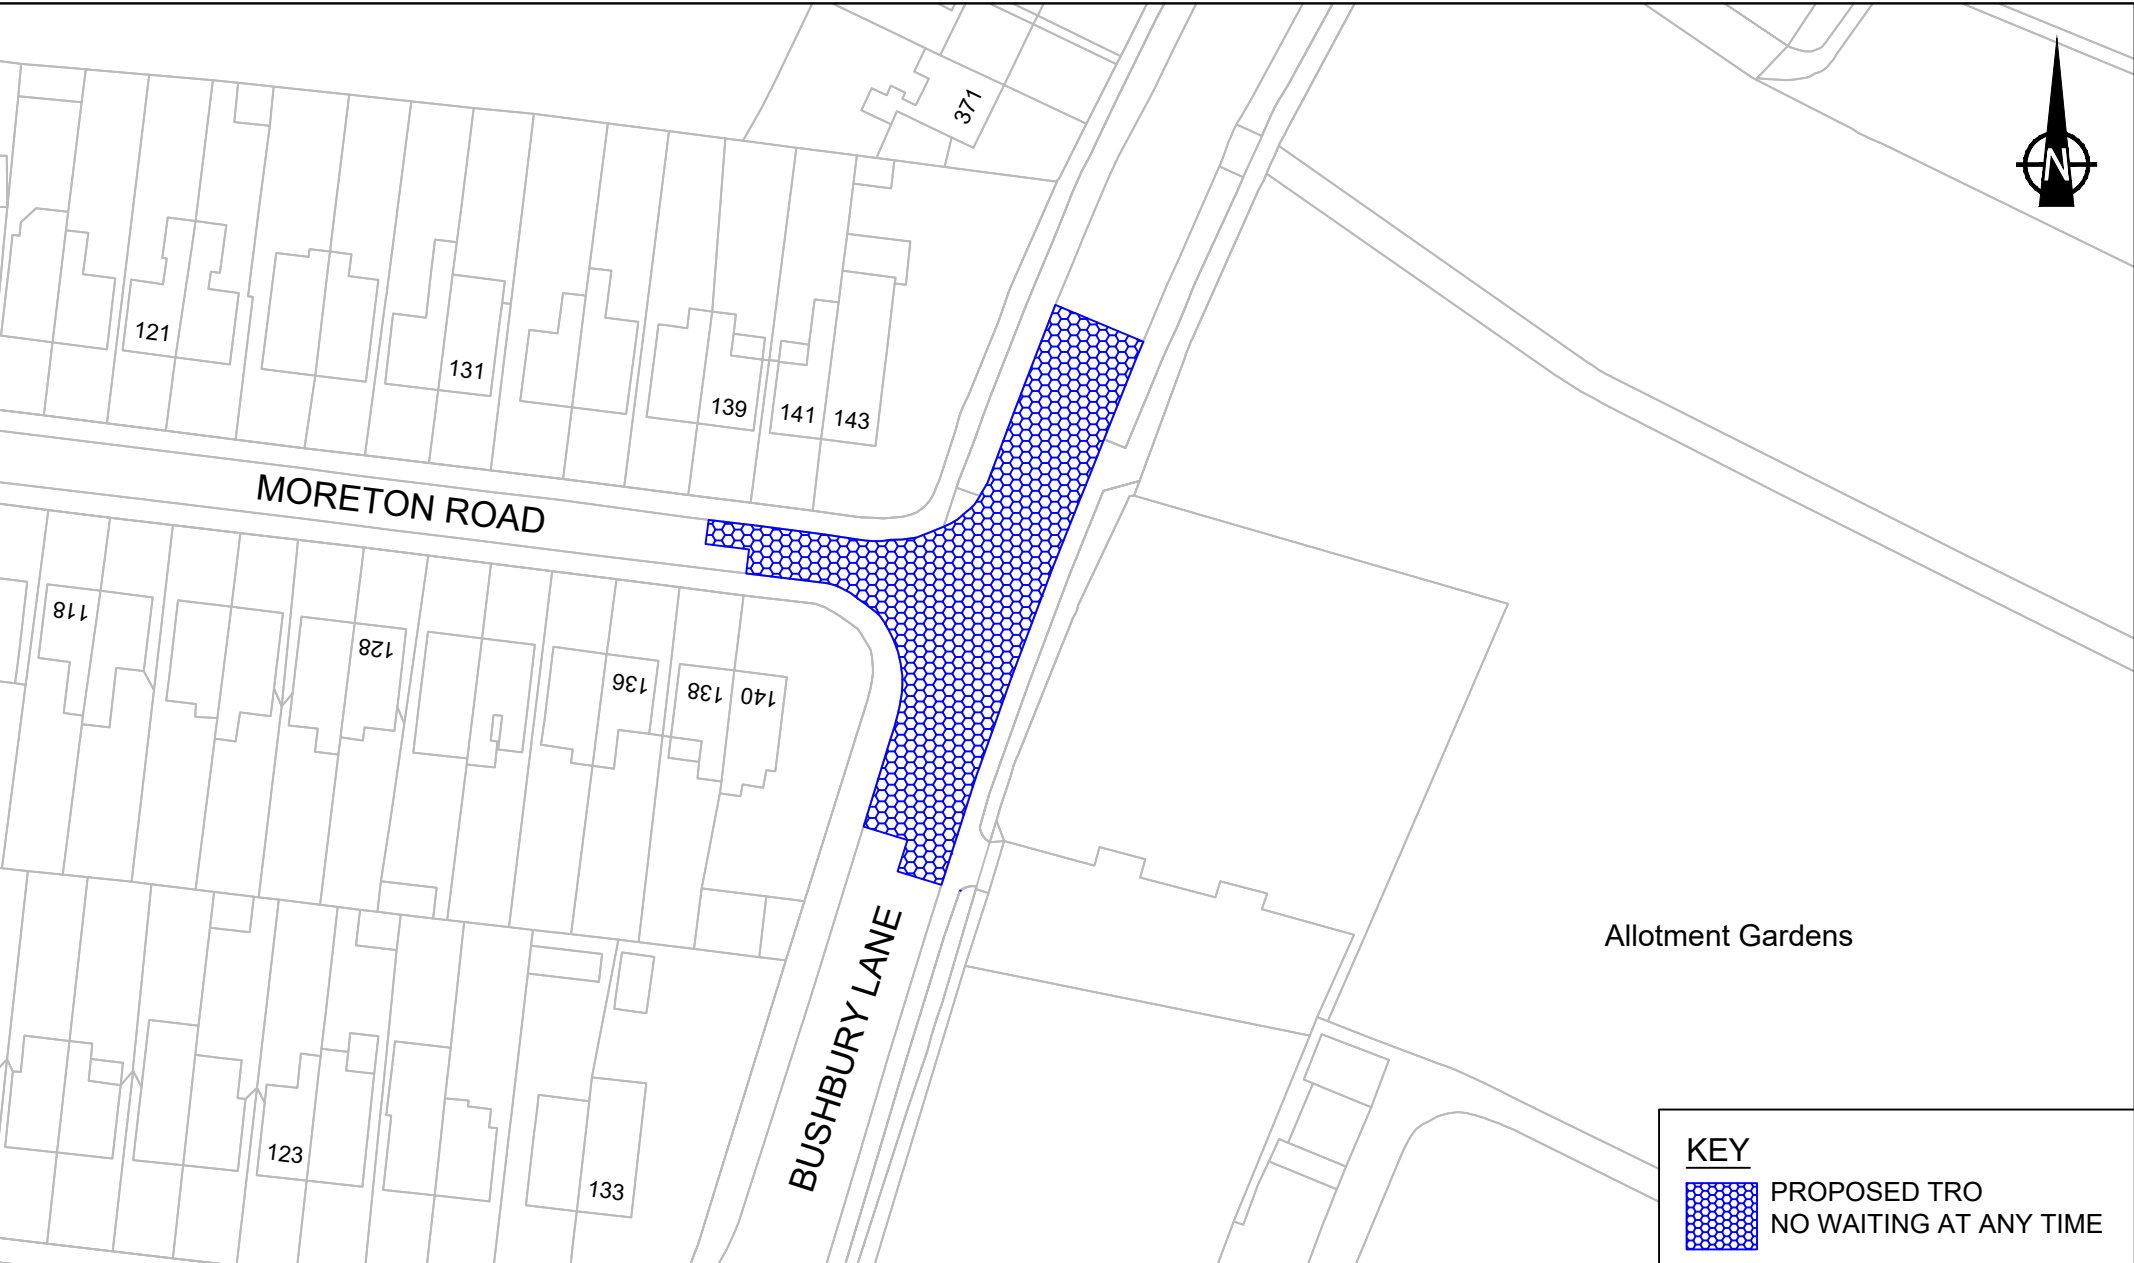 371
N
121
131
139
141
143
MORETON ROAD
118
128
136
138
140
Allotment Gardens
BUSHBURY LANE
123
133
KEY
PROPOSED TRO
NO WAITING AT ANY TIME